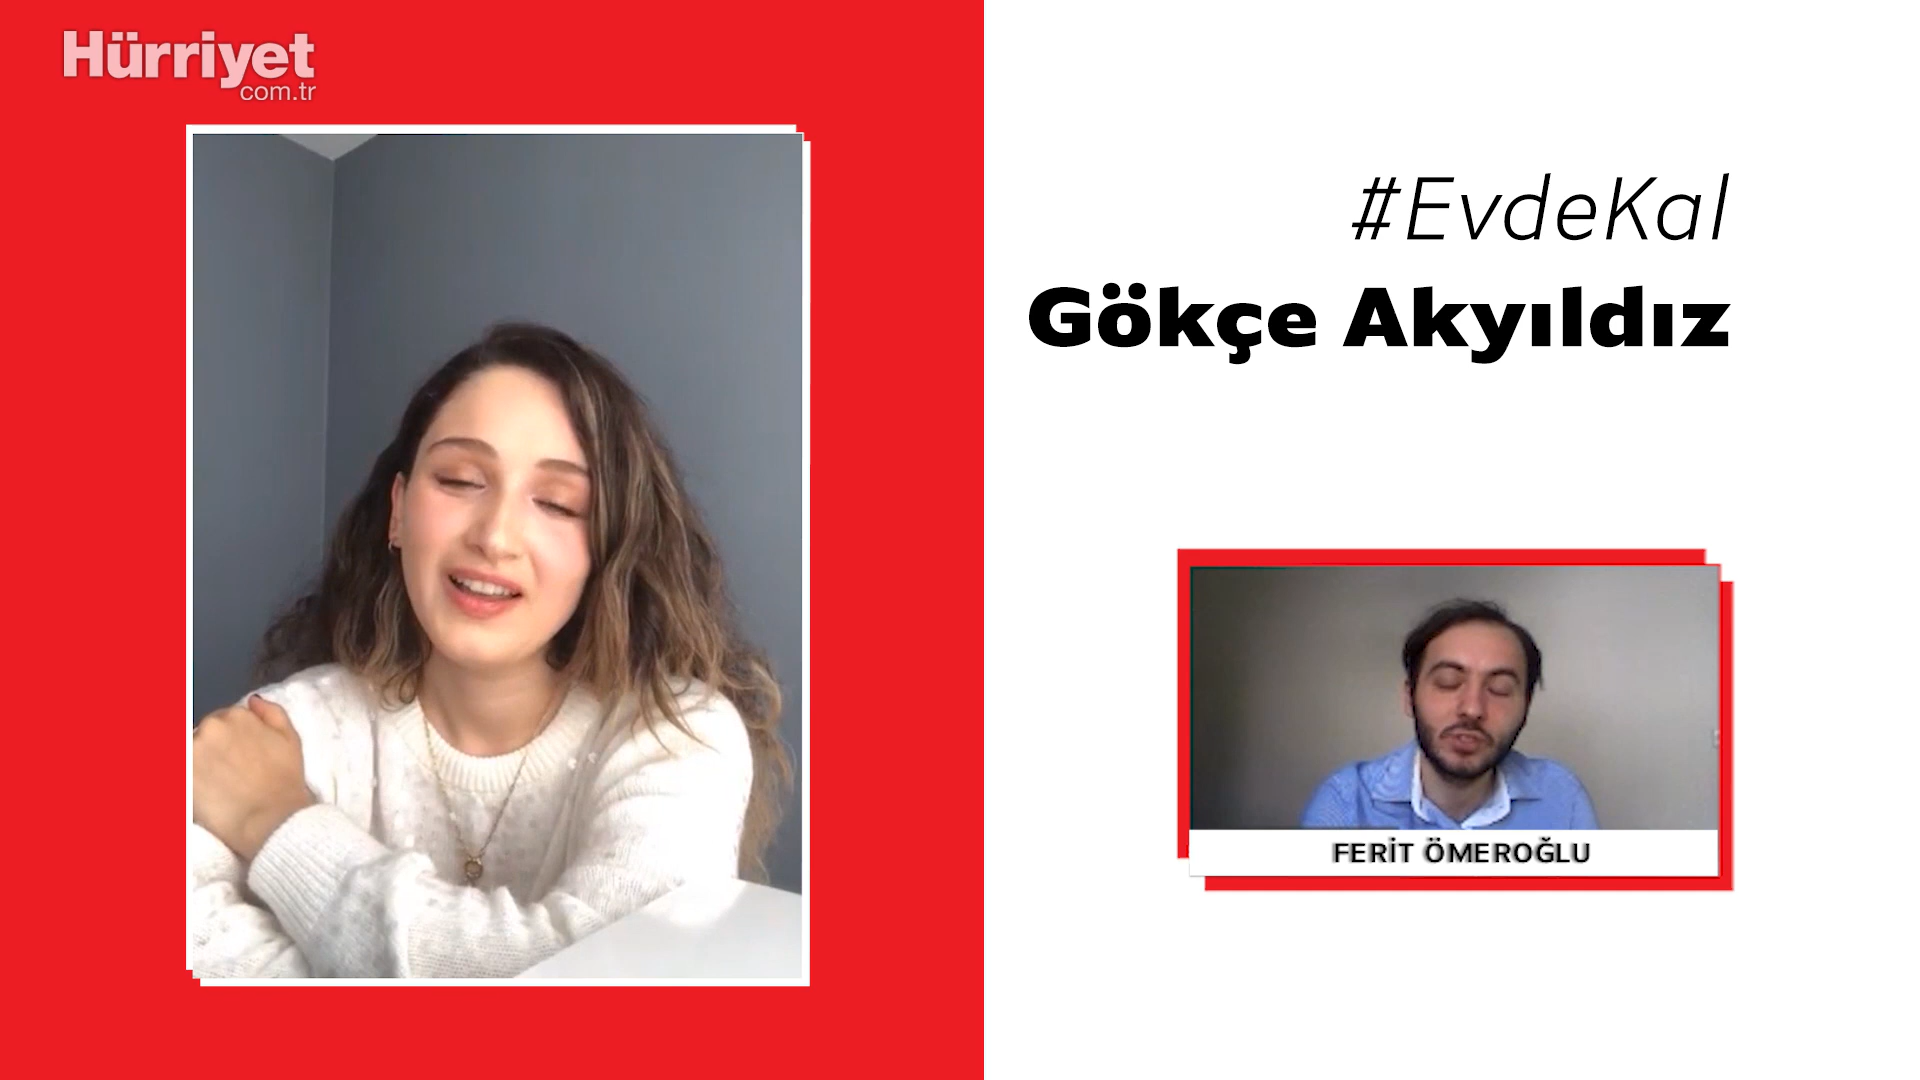 Hürriyet
com.tr
#EvdeKal
Gökçe Akyıldız
FERİT ÖMEROĞLU